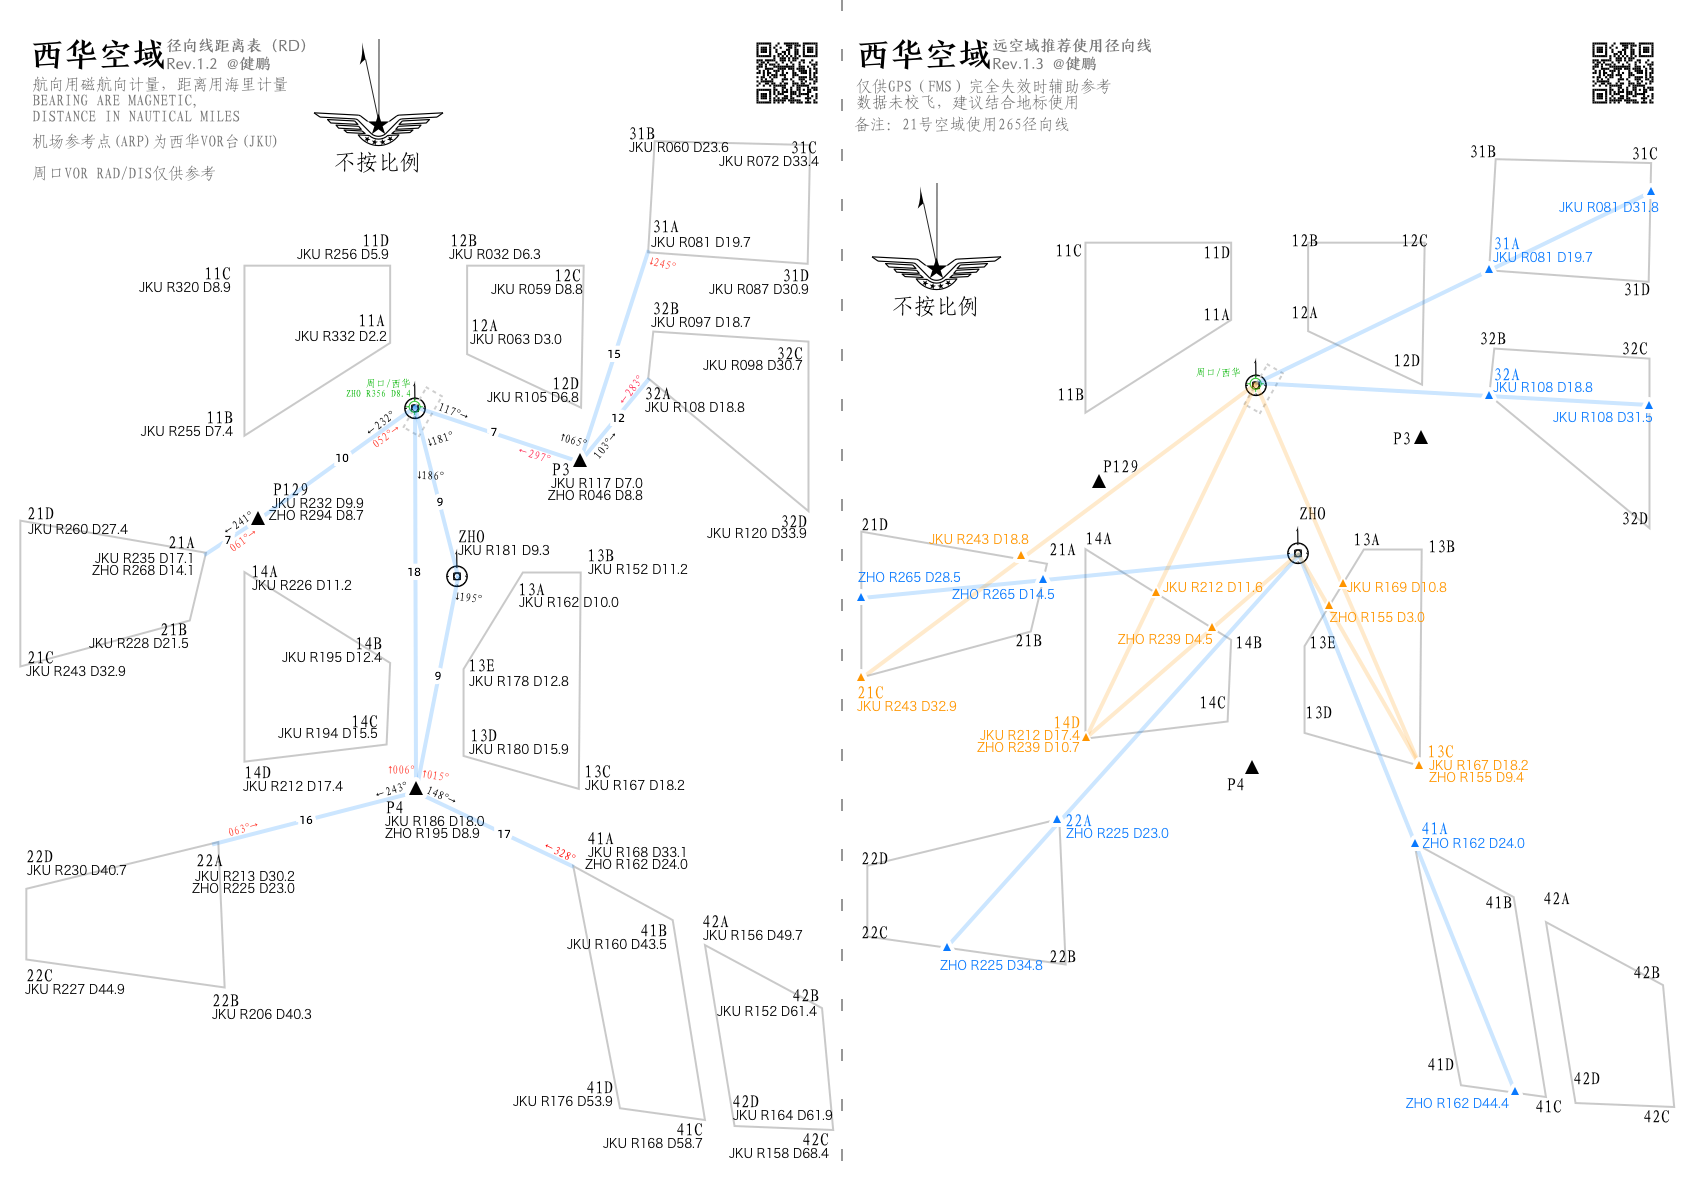 西华空域 径向线距离表（RD）
Rev.1.2 @健鹏
航向用磁航向计量，距离用海里计量
BEARING ARE MAGNETIC,
DISTANCE IN NAUTICAL MILES
机场参考点(ARP)为西华VOR台(JKU)
周口VOR RAD/DIS仅供参考
不按比例
31B
JKU R060 D23.6
31C
JKU R072 D33.4
31A
JKU R081 D19.7
31D
JKU R087 D30.9
↓245°
11D
JKU R256 D5.9
11C
JKU R320 D8.9
11A
JKU R332 D2.2
11B
JKU R255 D7.4
12B
JKU R032 D6.3
12C
JKU R059 D8.8
12A
JKU R063 D3.0
12D
JKU R105 D6.8
32B
JKU R097 D18.7
32C
JKU R098 D30.7
32A
JKU R108 D18.8
32D
JKU R120 D33.9
周口/西华
ZHO R356 D8.4
15
←283°
12
117°→
7
↑065°
103°→
←297°
P3
JKU R117 D7.0
ZHO R046 D8.8
←232°
052°→
10
↓181°
↓186°
9
P129
JKU R232 D9.9
ZHO R294 D8.7
←241°
7
061°→
21D
JKU R260 D27.4
21A
JKU R235 D17.1
ZHO R268 D14.1
21B
JKU R228 D21.5
21C
JKU R243 D32.9
ZHO
JKU R181 D9.3
↓195°
18
9
14A
JKU R226 D11.2
14B
JKU R195 D12.4
14C
JKU R194 D15.5
14D
JKU R212 D17.4
13B
JKU R152 D11.2
13A
JKU R162 D10.0
13E
JKU R178 D12.8
13D
JKU R180 D15.9
13C
JKU R167 D18.2
↑006°
↑015°
←243°
148°→
P4
JKU R186 D18.0
ZHO R195 D8.9
063°→
16
17
←328°
22D
JKU R230 D40.7
22A
JKU R213 D30.2
ZHO R225 D23.0
22C
JKU R227 D44.9
22B
JKU R206 D40.3
41A
JKU R168 D33.1
ZHO R162 D24.0
41B
JKU R160 D43.5
41D
JKU R176 D53.9
41C
JKU R168 D58.7
42A
JKU R156 D49.7
42B
JKU R152 D61.4
42D
JKU R164 D61.9
42C
JKU R158 D68.4
西华空域 远空域推荐使用径向线
Rev.1.3 @健鹏
仅供GPS（FMS）完全失效时辅助参考
数据未校飞，建议结合地标使用
备注：21号空域使用265径向线
不按比例
31B
31C
JKU R081 D31.8
31A
JKU R081 D19.7
31D
11C
11D
11A
11B
12B
12C
12A
12D
32B
32C
32A
JKU R108 D18.8
JKU R108 D31.5
32D
周口/西华
P3
P129
ZHO
21D
JKU R243 D18.8
21A
ZHO R265 D28.5
ZHO R265 D14.5
21B
21C
JKU R243 D32.9
14A
JKU R212 D11.6
ZHO R239 D4.5
14B
14C
14D
JKU R212 D17.4
ZHO R239 D10.7
13A
13B
JKU R169 D10.8
ZHO R155 D3.0
13E
13D
13C
JKU R167 D18.2
ZHO R155 D9.4
P4
22A
ZHO R225 D23.0
22D
22C
22B
ZHO R225 D34.8
41A
ZHO R162 D24.0
41B
41D
41C
ZHO R162 D44.4
42A
42B
42D
42C